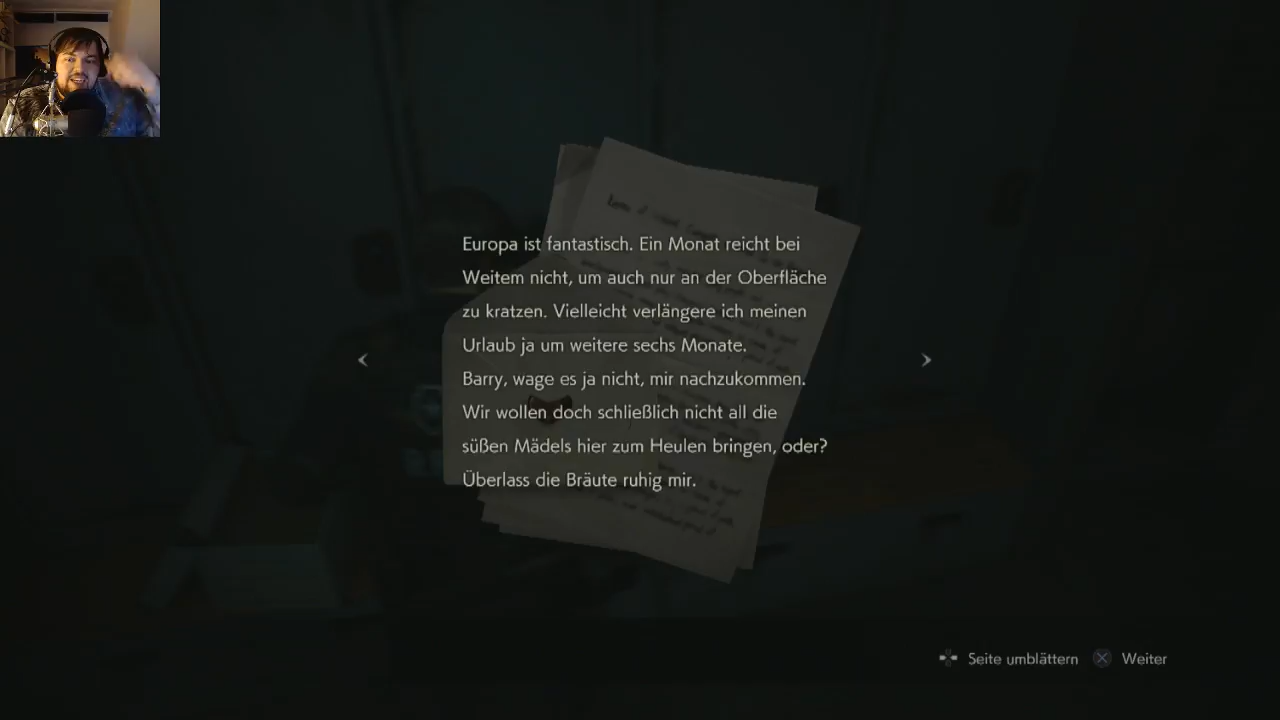 Europa ist fantastisch. Ein Monat reicht bei
Weitem nicht, um auch nur an der Oberfläche
zu kratzen. Vielleicht verlängere ich meinen
Urlaub ja um weitere sechs Monate.
Barry, wage es ja nicht, mir nachzukommen.
Wir wollen doch schließlich nicht all die
süßen Mädels hier zum Heulen bringen, oder?
Überlass die Bräute ruhig mir.
Seite umblättern Weiter